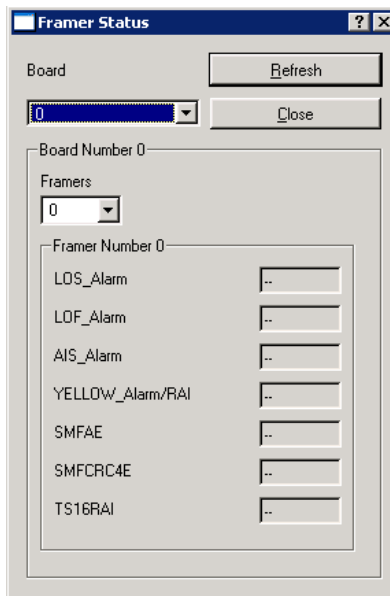 Framer Status
Board
Refresh
0
Close
Board Number 0
Framers
0
Framer Number 0
LOS_Alarm --
LOF_Alarm --
AIS_Alarm --
YELLOW_Alarm/RAI --
SMFAE --
SMFCRC4E --
TS16RAI --